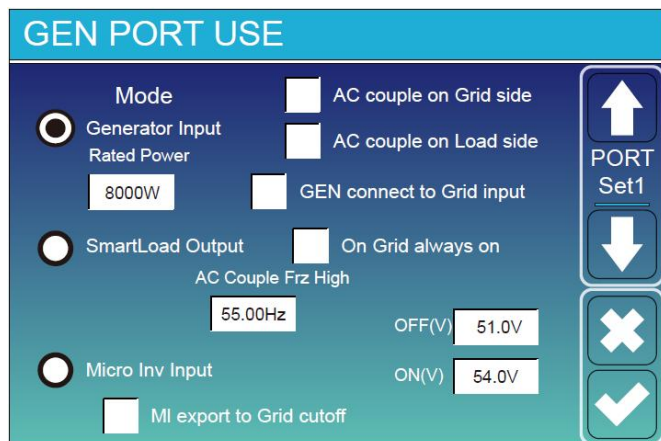 GEN PORT USE
Mode
AC couple on Grid side
Generator Input
AC couple on Load side
Rated Power
8000W
GEN connect to Grid input
PORT
Set1
SmartLoad Output
On Grid always on
AC Couple Frz High
55.00Hz
OFF(V)
51.0V
Micro Inv Input
ON(V)
54.0V
MI export to Grid cutoff